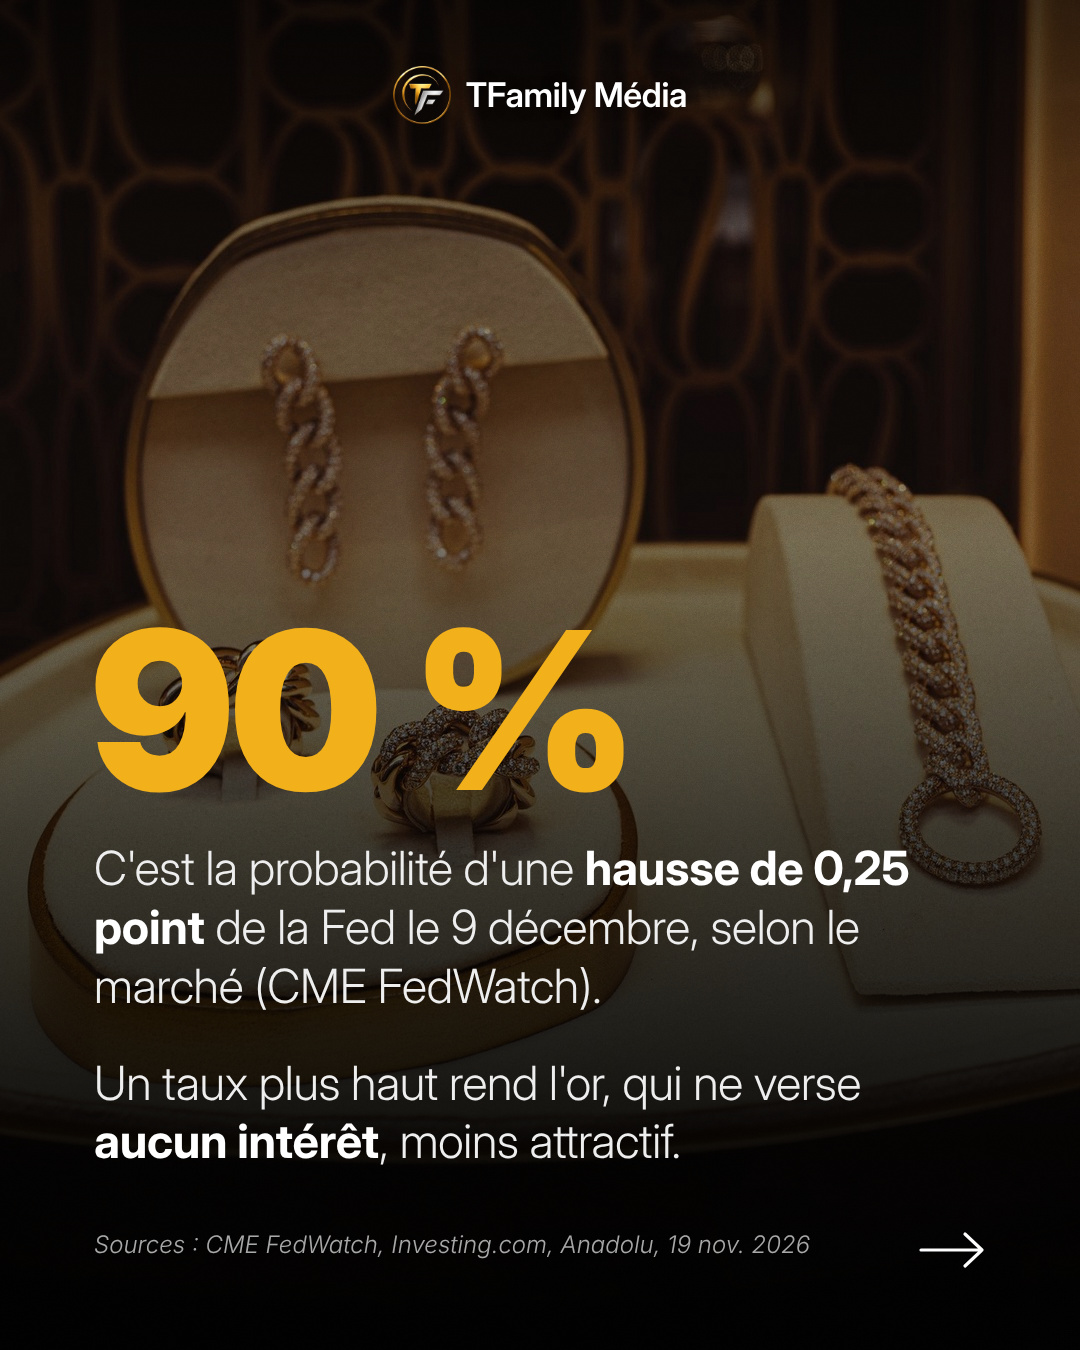 TF TFamily Média
90 %
C'est la probabilité d'une hausse de 0,25
point de la Fed le 9 décembre, selon le
marché (CME FedWatch).
Un taux plus haut rend l'or, qui ne verse
aucun intérêt, moins attractif.
Sources : CME FedWatch, Investing.com, Anadolu, 19 nov. 2026